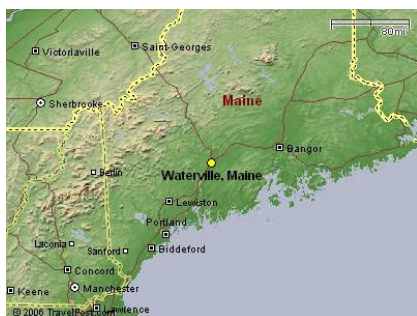 80mi
Victoriaville
Saint-Georges
Sherbrooke
Maine
Bangor
Berlin
Waterville, Maine
Lewiston
Portland
Laconia
Sanford
Biddeford
Concord
Keene
Manchester
© 2006 TravelPost.com
Lawrence